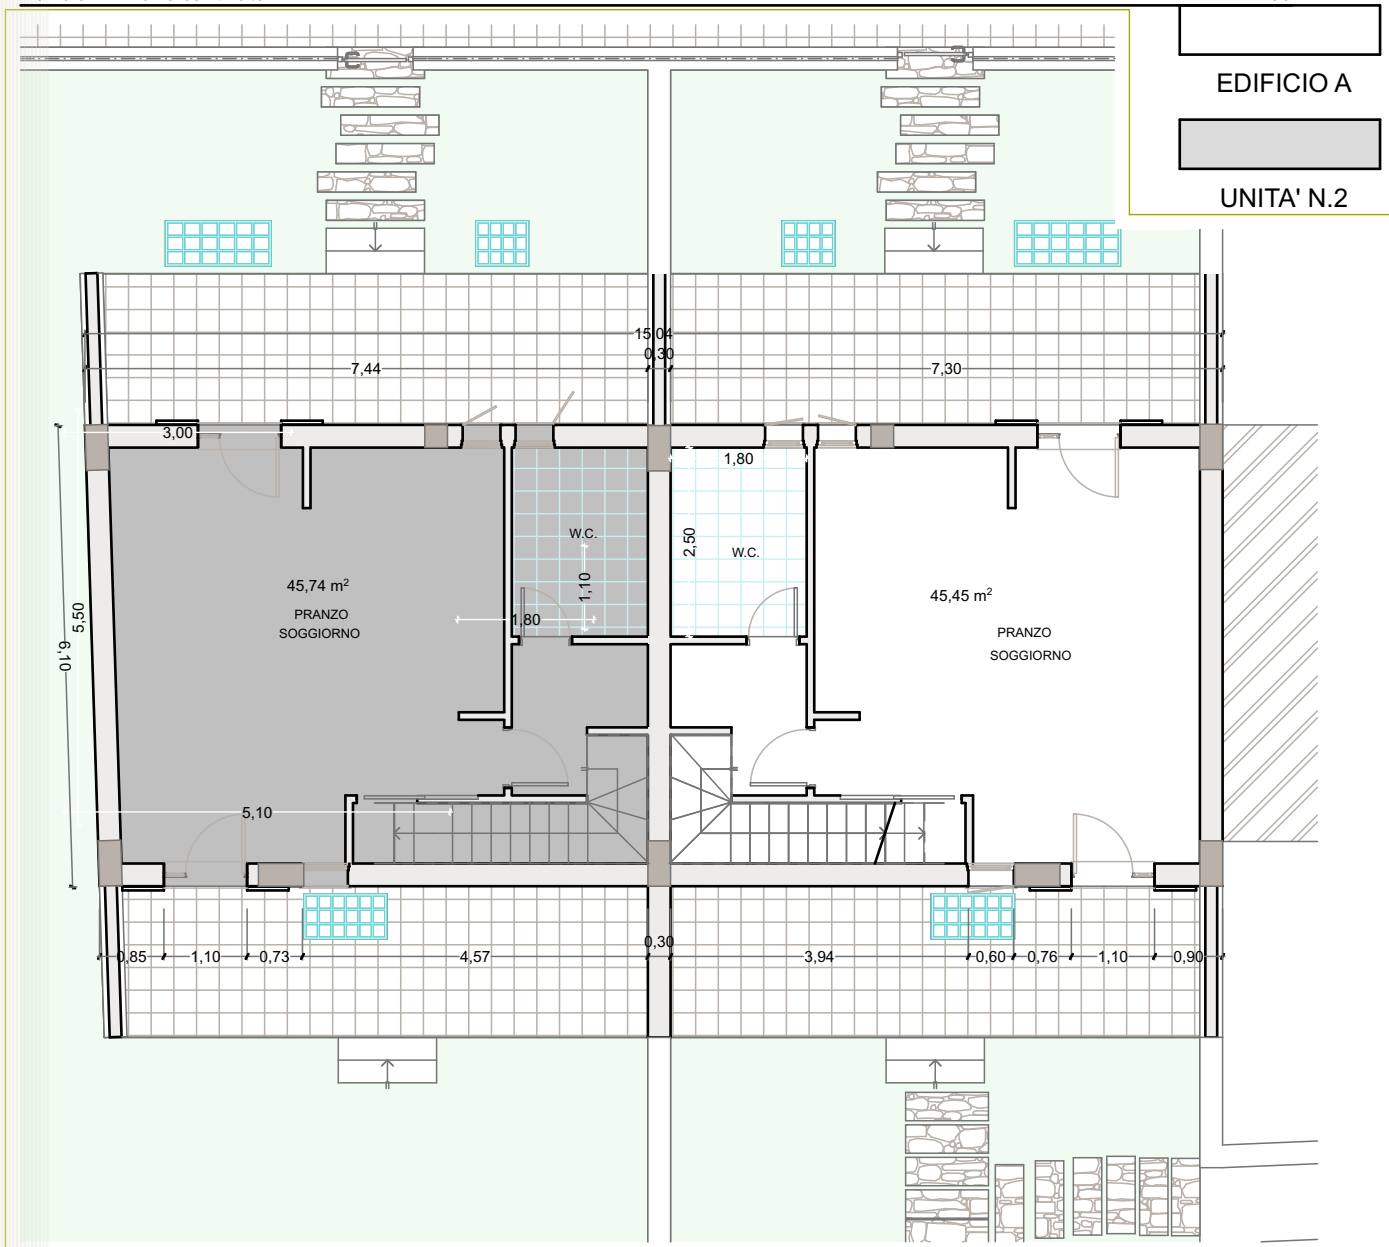 EDIFICIO A
UNITA' N.2
15,04
0,30
7,44
7,30
3,00
1,80
W.C.
2,50
W.C.
45,74 m²
1,10
45,45 m²
PRANZO
SOGGIORNO
1,80
PRANZO
SOGGIORNO
5,50
6,10
5,10
0,30
0,85
1,10
0,73
4,57
3,94
0,60
0,76
1,10
0,90